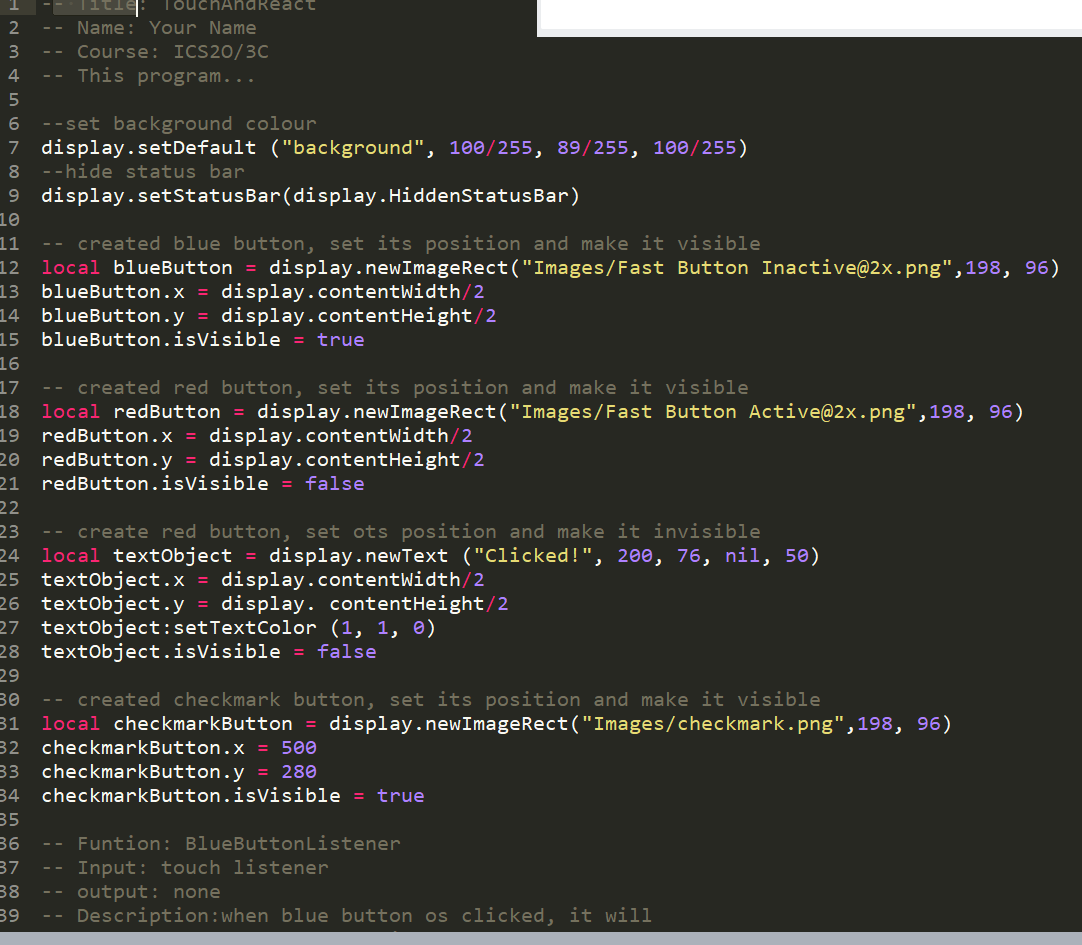 1 -- Title: TouchAndReact
2 -- Name: Your Name
3 -- Course: ICS2O/3C
4 -- This program...
5
6 --set background colour
7 display.setDefault ("background", 100/255, 89/255, 100/255)
8 --hide status bar
9 display.setStatusBar(display.HiddenStatusBar)
10
11 -- created blue button, set its position and make it visible
12 local blueButton = display.newImageRect("Images/Fast Button Inactive@2x.png",198, 96)
13 blueButton.x = display.contentWidth/2
14 blueButton.y = display.contentHeight/2
15 blueButton.isVisible = true
16
17 -- created red button, set its position and make it visible
18 local redButton = display.newImageRect("Images/Fast Button Active@2x.png",198, 96)
19 redButton.x = display.contentWidth/2
20 redButton.y = display.contentHeight/2
21 redButton.isVisible = false
22
23 -- create red button, set ots position and make it invisible
24 local textObject = display.newText ("Clicked!", 200, 76, nil, 50)
25 textObject.x = display.contentWidth/2
26 textObject.y = display. contentHeight/2
27 textObject:setTextColor (1, 1, 0)
28 textObject.isVisible = false
29
30 -- created checkmark button, set its position and make it visible
31 local checkmarkButton = display.newImageRect("Images/checkmark.png",198, 96)
32 checkmarkButton.x = 500
33 checkmarkButton.y = 280
34 checkmarkButton.isVisible = true
35
36 -- Funtion: BlueButtonListener
37 -- Input: touch listener
38 -- output: none
39 -- Description:when blue button os clicked, it will